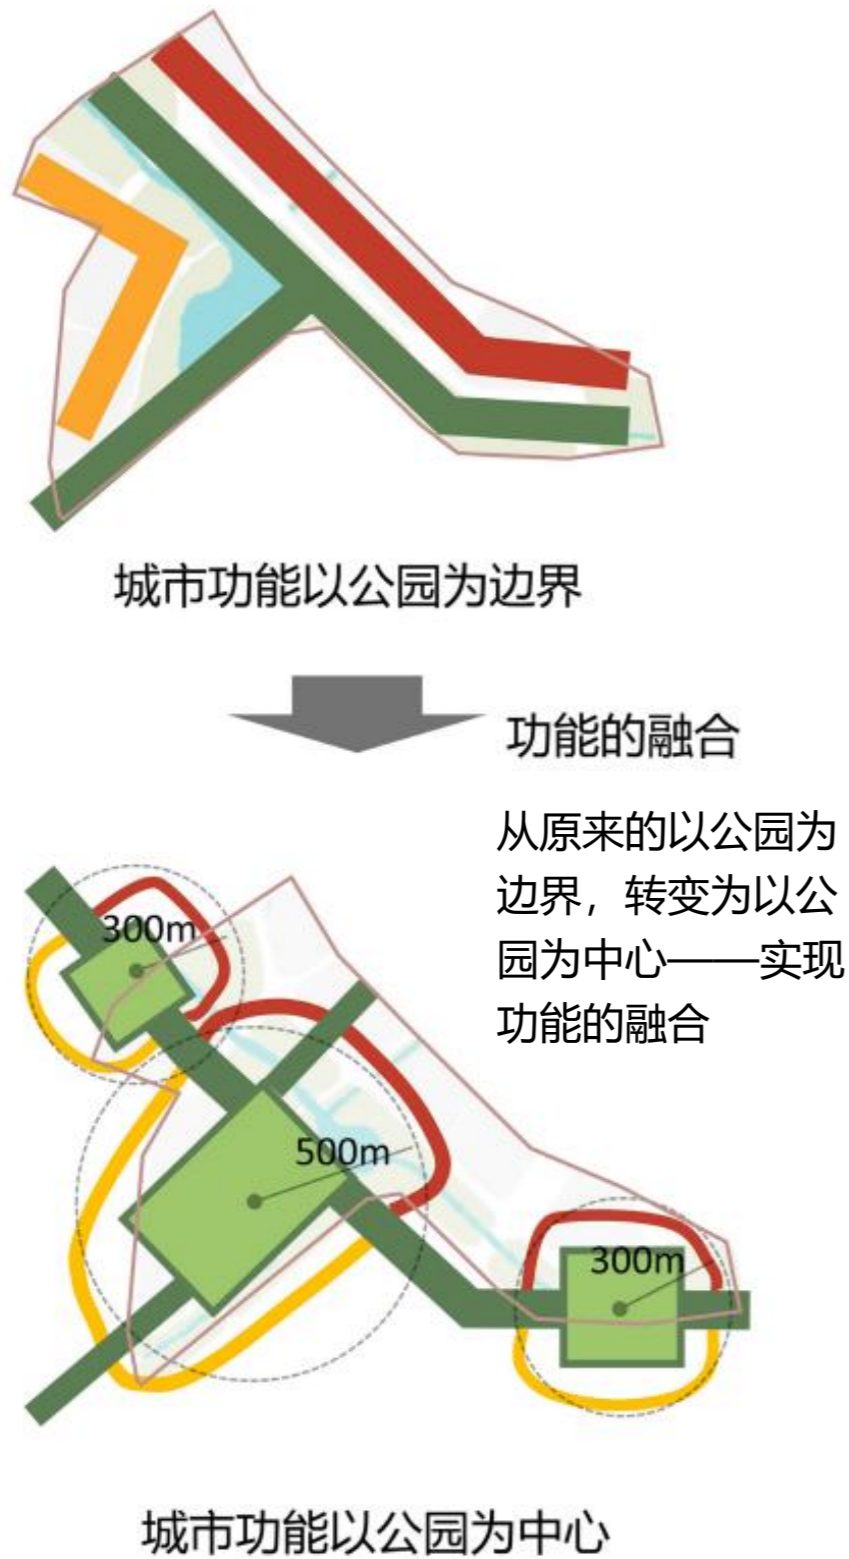 城市功能以公园为边界
功能的融合
从原来的以公园为
边界，转变为以公
园为中心——实现
功能的融合
300m
500m
300m
城市功能以公园为中心